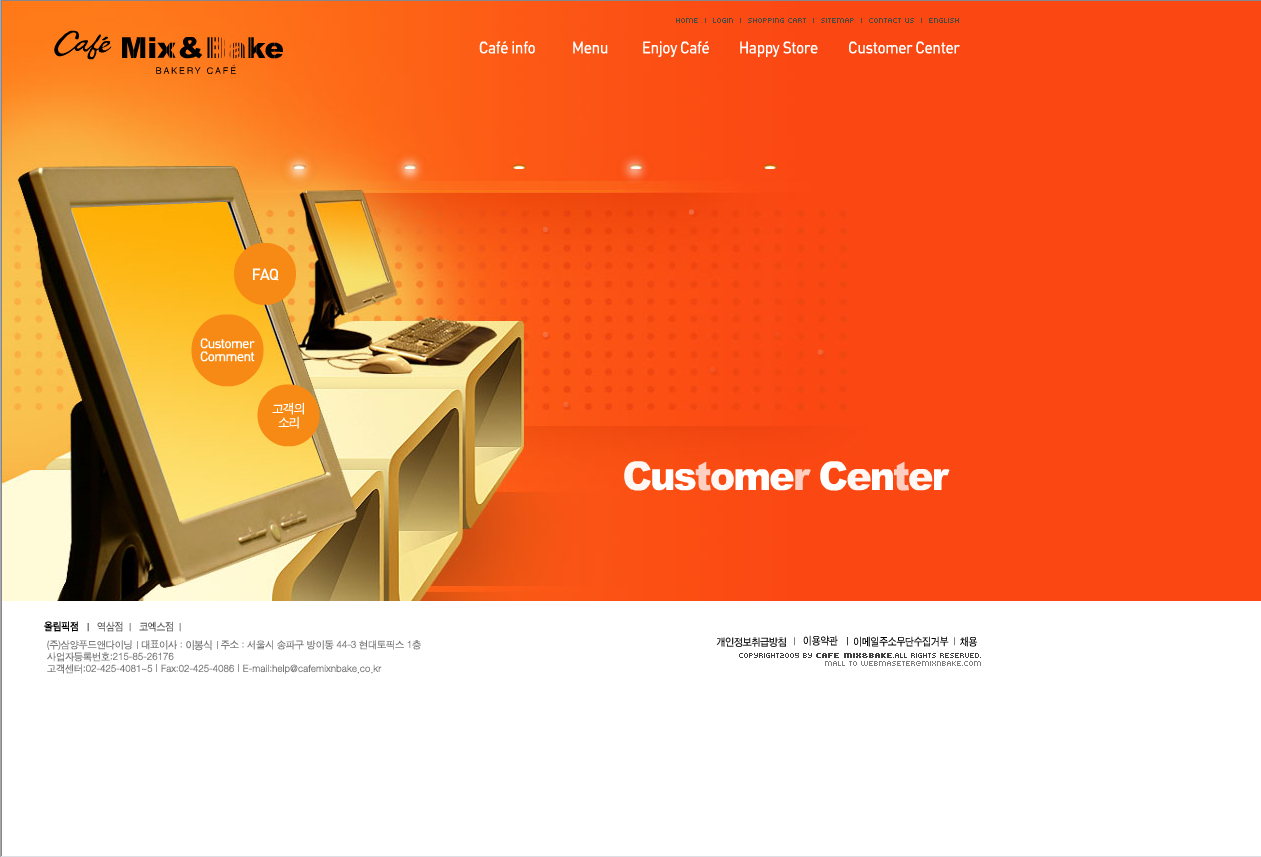 HOME | LOGIN | SHOPPING CART | SITEMAP | CONTACT US | ENGLISH
Café Mix&Bake
BAKERY CAFÉ
Café info Menu Enjoy Café Happy Store Customer Center
FAQ
Customer
Comment
고객의
소리
Customer Center
올림픽점 | 역삼점 | 코엑스점 |
(주)삼양푸드앤다이닝 | 대표이사 : 이봉식 | 주소 : 서울시 송파구 방이동 44-3 현대토픽스 1층
사업자등록번호:215-85-26176
고객센터:02-425-4081~5 | Fax:02-425-4086 | E-mail:help@cafemixnbake.co.kr
개인정보취급방침 | 이용약관 | 이메일주소무단수집거부 | 채용
COPYRIGHT2009 BY CAFE MIX&BAKE.ALL RIGHTS RESERVED.
MALL TO WEBMASETER@MIXNBAKE.COM